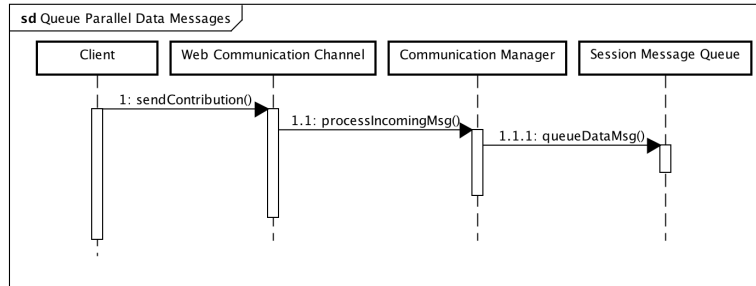 sd Queue Parallel Data Messages
Client
Web Communication Channel
Communication Manager
Session Message Queue
1: sendContribution()
1.1: processIncomingMsg()
1.1.1: queueDataMsg()